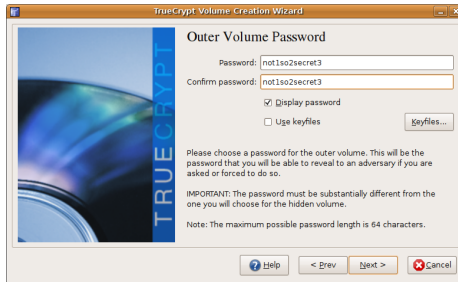 TrueCrypt Volume Creation Wizard
TRUECRYPT
Outer Volume Password
Password: not1so2secret3
Confirm password: not1so2secret3
Display password
Use keyfiles
Keyfiles...
Please choose a password for the outer volume. This will be the
password that you will be able to reveal to an adversary if you are
asked or forced to do so.
IMPORTANT: The password must be substantially different from the
one you will choose for the hidden volume.
Note: The maximum possible password length is 64 characters.
Help < Prev Next > Cancel